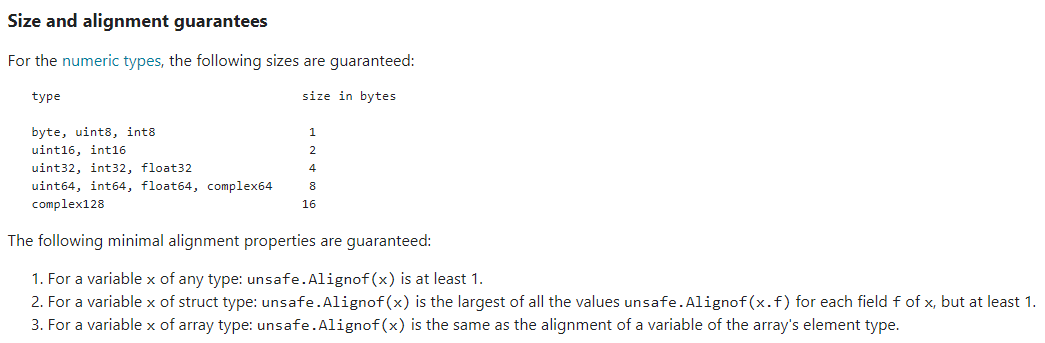 Size and alignment guarantees
For the numeric types, the following sizes are guaranteed:
type size in bytes
byte, uint8, int8 1
uint16, int16 2
uint32, int32, float32 4
uint64, int64, float64, complex64 8
complex128 16
The following minimal alignment properties are guaranteed:
1. For a variable x of any type: unsafe.Alignof(x) is at least 1.
2. For a variable x of struct type: unsafe.Alignof(x) is the largest of all the values unsafe.Alignof(x.f) for each field f of x, but at least 1.
3. For a variable x of array type: unsafe.Alignof(x) is the same as the alignment of a variable of the array's element type.